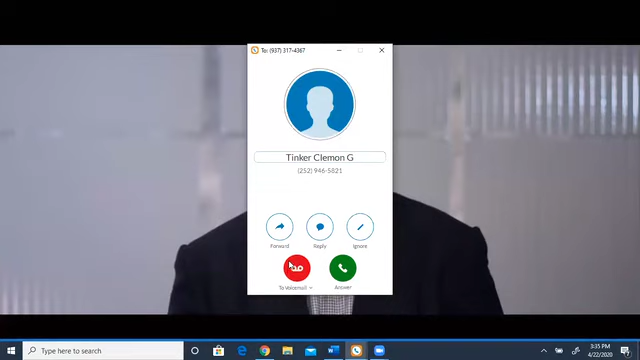 To: (937) 317-4367
Tinker Clemon G
(252) 946-5821
Forward
Reply
Ignore
To Voicemail
Answer
Type here to search
3:35 PM
4/22/2020